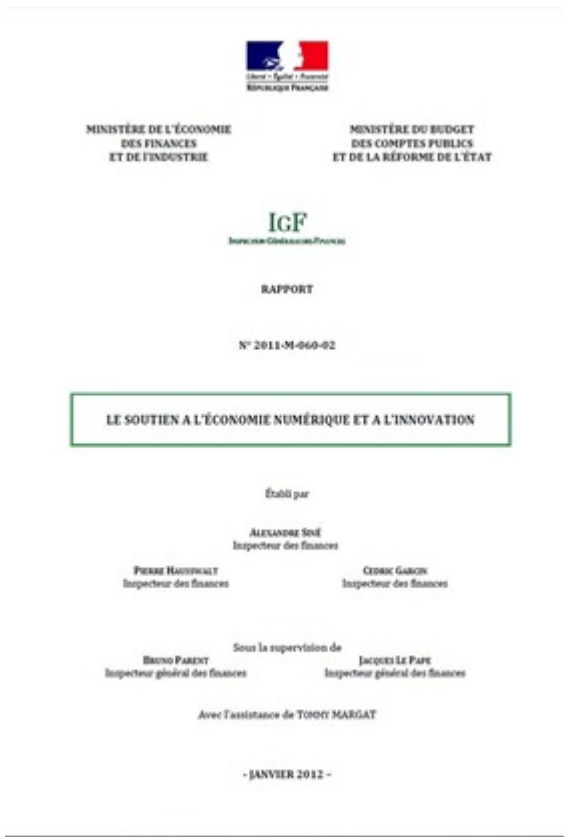 Liberté • Égalité • Fraternité
RÉPUBLIQUE FRANÇAISE
MINISTÈRE DE L'ÉCONOMIE
DES FINANCES
ET DE L'INDUSTRIE
MINISTÈRE DU BUDGET
DES COMPTES PUBLICS
ET DE LA RÉFORME DE L'ÉTAT
IGF
INSPECTION GÉNÉRALE DES FINANCES
RAPPORT
N° 2011-M-060-02
LE SOUTIEN A L'ÉCONOMIE NUMÉRIQUE ET A L'INNOVATION
Établi par
ALEXANDRE SINÉ
Inspecteur des finances
PIERRE HAUSSWALT
Inspecteur des finances
CEDRIC GARCIN
Inspecteur des finances
Sous la supervision de
BRUNO PARENT
Inspecteur général des finances
JACQUES LE PAPE
Inspecteur général des finances
Avec l'assistance de TOMMY MARGAT
- JANVIER 2012 -